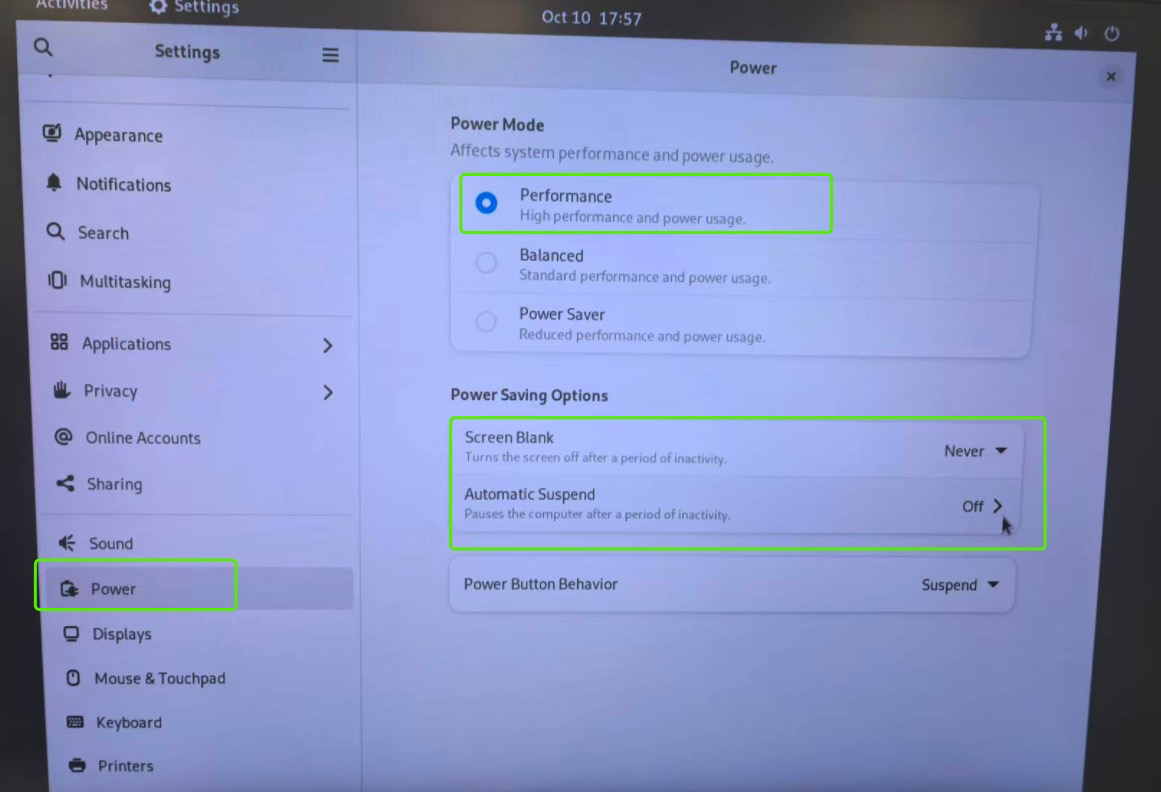 Activities
Settings
Oct 10 17:57
Settings
Appearance
Notifications
Search
Multitasking
Applications
Privacy
Online Accounts
Sharing
Sound
Power
Displays
Mouse & Touchpad
Keyboard
Printers
Power
Power Mode
Affects system performance and power usage.
Performance
High performance and power usage.
Balanced
Standard performance and power usage.
Power Saver
Reduced performance and power usage.
Power Saving Options
Screen Blank
Turns the screen off after a period of inactivity.
Never
Automatic Suspend
Pauses the computer after a period of inactivity.
Off
Power Button Behavior
Suspend